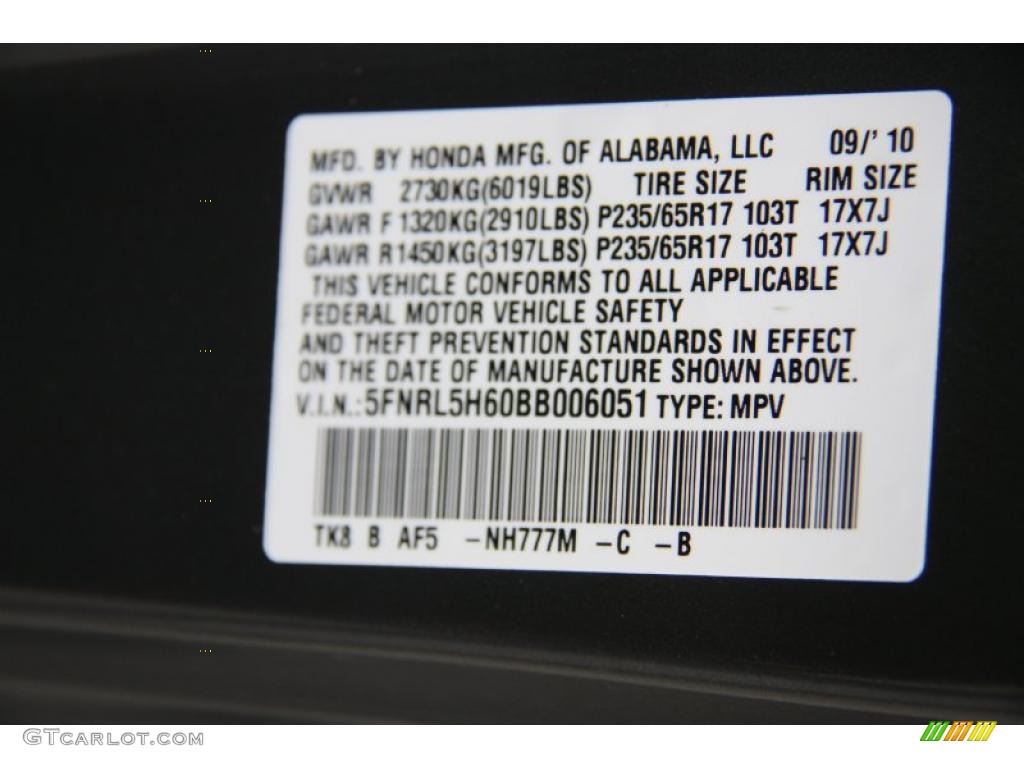 MFD. BY HONDA MFG. OF ALABAMA, LLC 09/' 10
GVWR 2730KG(6019LBS) TIRE SIZE RIM SIZE
GAWR F 1320KG(2910LBS) P235/65R17 103T 17X7J
GAWR R1450KG(3197LBS) P235/65R17 103T 17X7J
THIS VEHICLE CONFORMS TO ALL APPLICABLE
FEDERAL MOTOR VEHICLE SAFETY
AND THEFT PREVENTION STANDARDS IN EFFECT
ON THE DATE OF MANUFACTURE SHOWN ABOVE.
V.I.N.:5FNRL5H60BB006051 TYPE: MPV
TK8 B AF5 -NH777M -C -B
GTCARLOT.COM